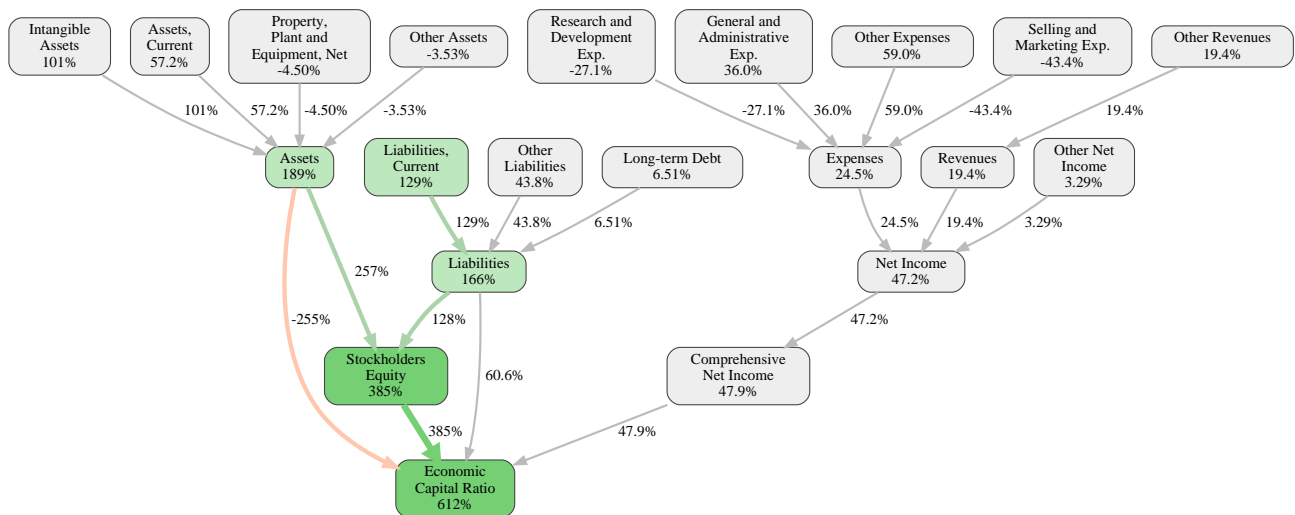 Intangible
Assets
101%
Assets,
Current
57.2%
Property,
Plant and
Equipment, Net
-4.50%
Other Assets
-3.53%
Research and
Development
Exp.
-27.1%
General and
Administrative
Exp.
36.0%
Other Expenses
59.0%
Selling and
Marketing Exp.
-43.4%
Other Revenues
19.4%
101%
57.2%
-4.50%
-3.53%
-27.1%
36.0%
59.0%
-43.4%
19.4%
Assets
189%
Liabilities,
Current
129%
Other
Liabilities
43.8%
Long-term Debt
6.51%
Expenses
24.5%
Revenues
19.4%
Other Net
Income
3.29%
129%
43.8%
6.51%
24.5%
19.4%
3.29%
257%
Liabilities
166%
Net Income
47.2%
-255%
128%
47.2%
Stockholders
Equity
385%
60.6%
Comprehensive
Net Income
47.9%
385%
47.9%
Economic
Capital Ratio
612%